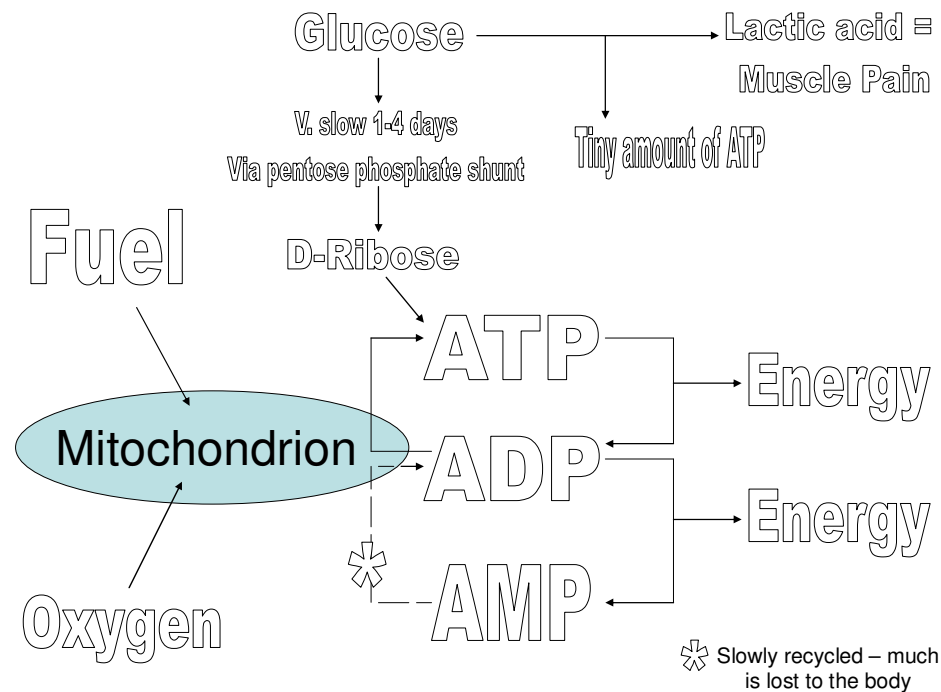 Glucose
Lactic acid =
Muscle Pain
V. slow 1-4 days
Via pentose phosphate shunt
Tiny amount of ATP
Fuel
D-Ribose
ATP
Energy
Mitochondrion
ADP
Energy
AMP
Oxygen
* Slowly recycled – much
is lost to the body